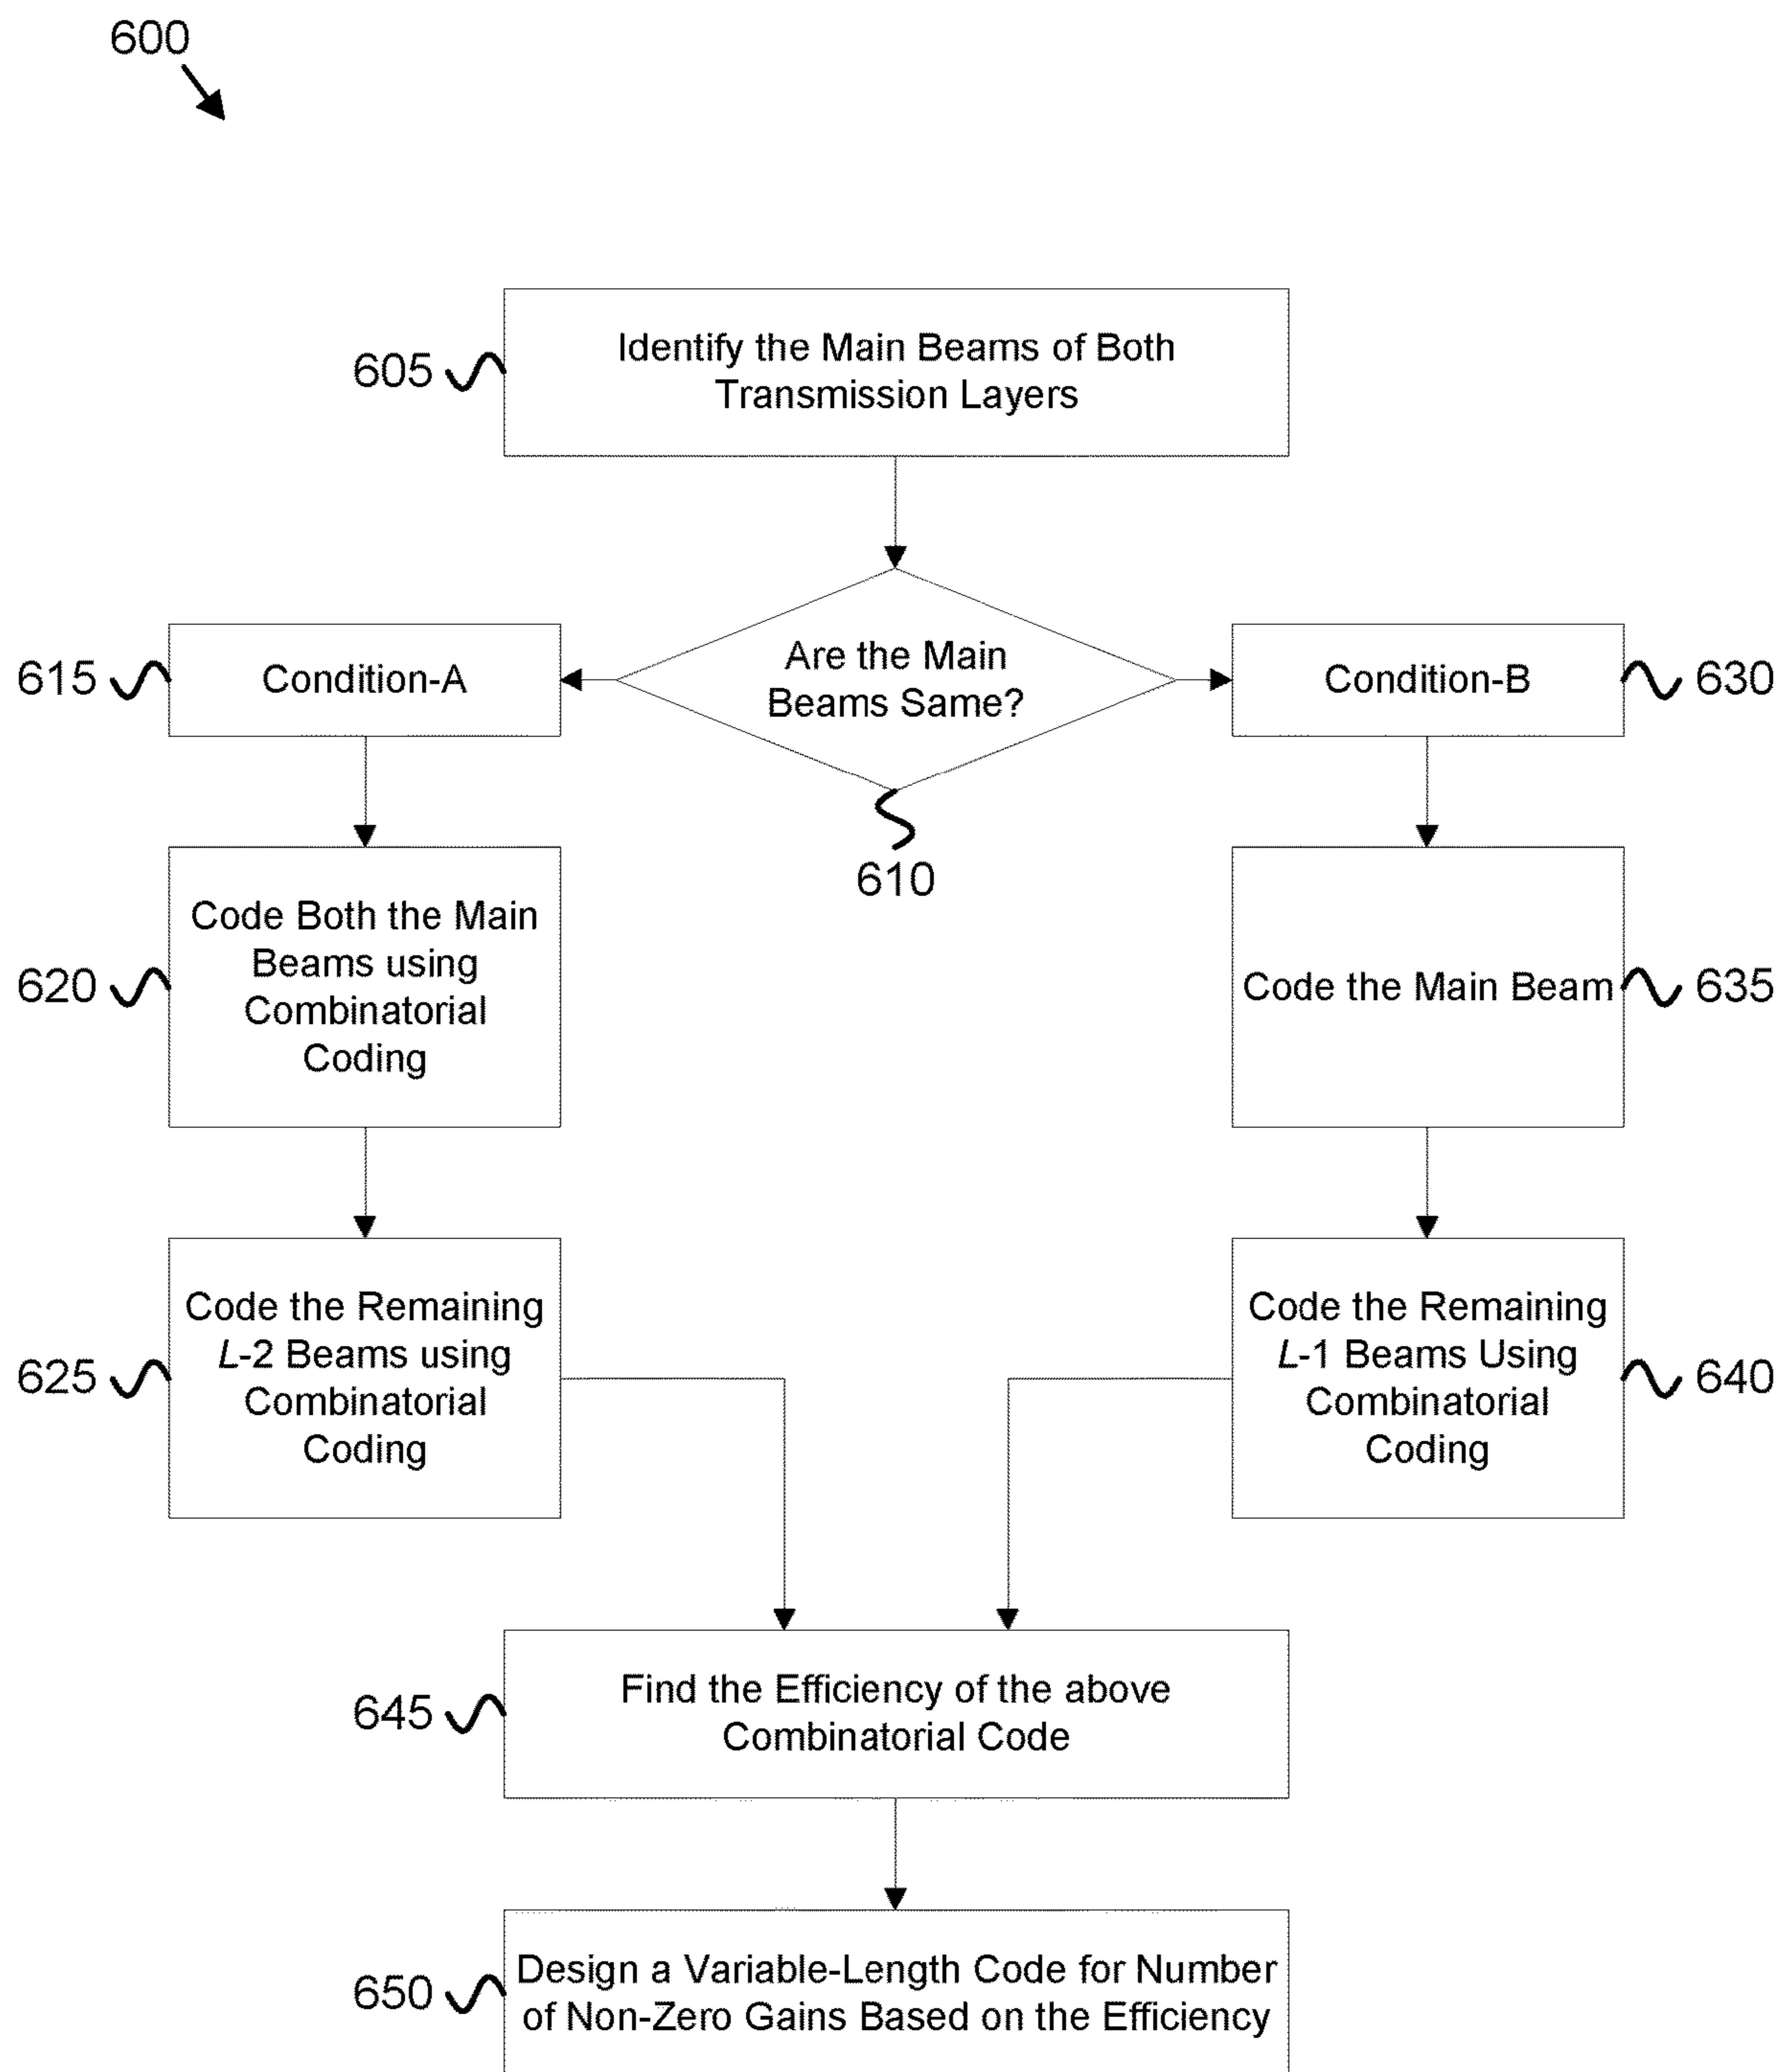 600
605
Identify the Main Beams of Both
Transmission Layers
615
Condition-A
Are the Main
Beams Same?
Condition-B
630
610
620
Code Both the Main
Beams using
Combinatorial
Coding
Code the Main Beam
635
625
Code the Remaining
L-2 Beams using
Combinatorial
Coding
Code the Remaining
L-1 Beams Using
Combinatorial
Coding
640
645
Find the Efficiency of the above
Combinatorial Code
650
Design a Variable-Length Code for Number
of Non-Zero Gains Based on the Efficiency